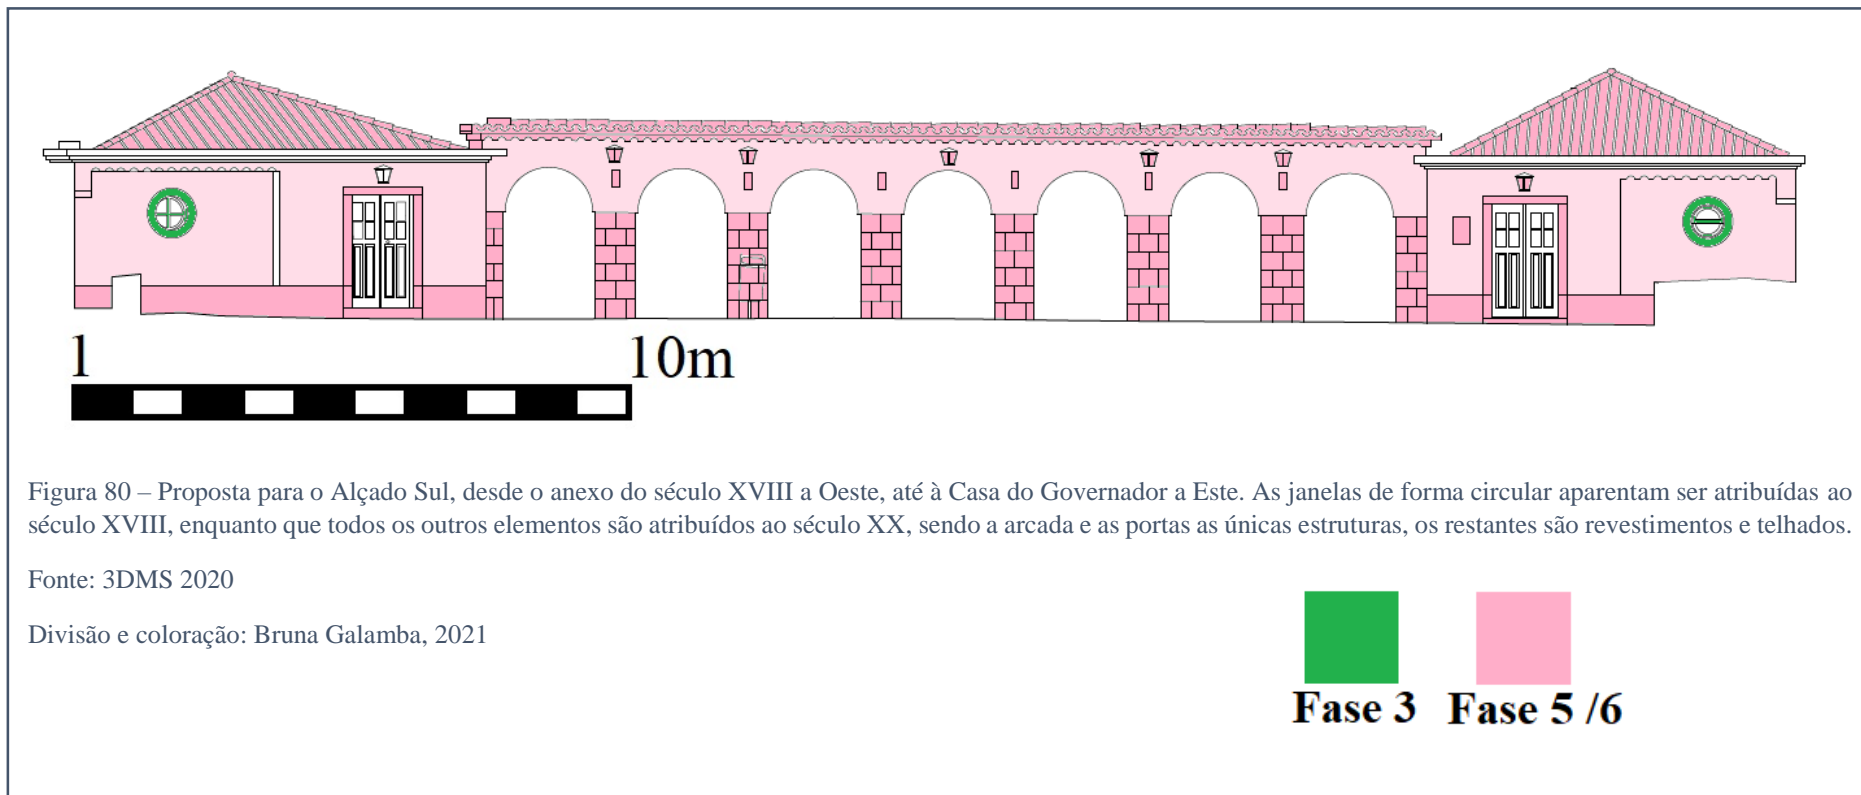 1 10m
Figura 80 – Proposta para o Alçado Sul, desde o anexo do século XVIII a Oeste, até à Casa do Governador a Este. As janelas de forma circular aparentam ser atribuídas ao
século XVIII, enquanto que todos os outros elementos são atribuídos ao século XX, sendo a arcada e as portas as únicas estruturas, os restantes são revestimentos e telhados.
Fonte: 3DMS 2020
Divisão e coloração: Bruna Galamba, 2021
Fase 3 Fase 5 /6